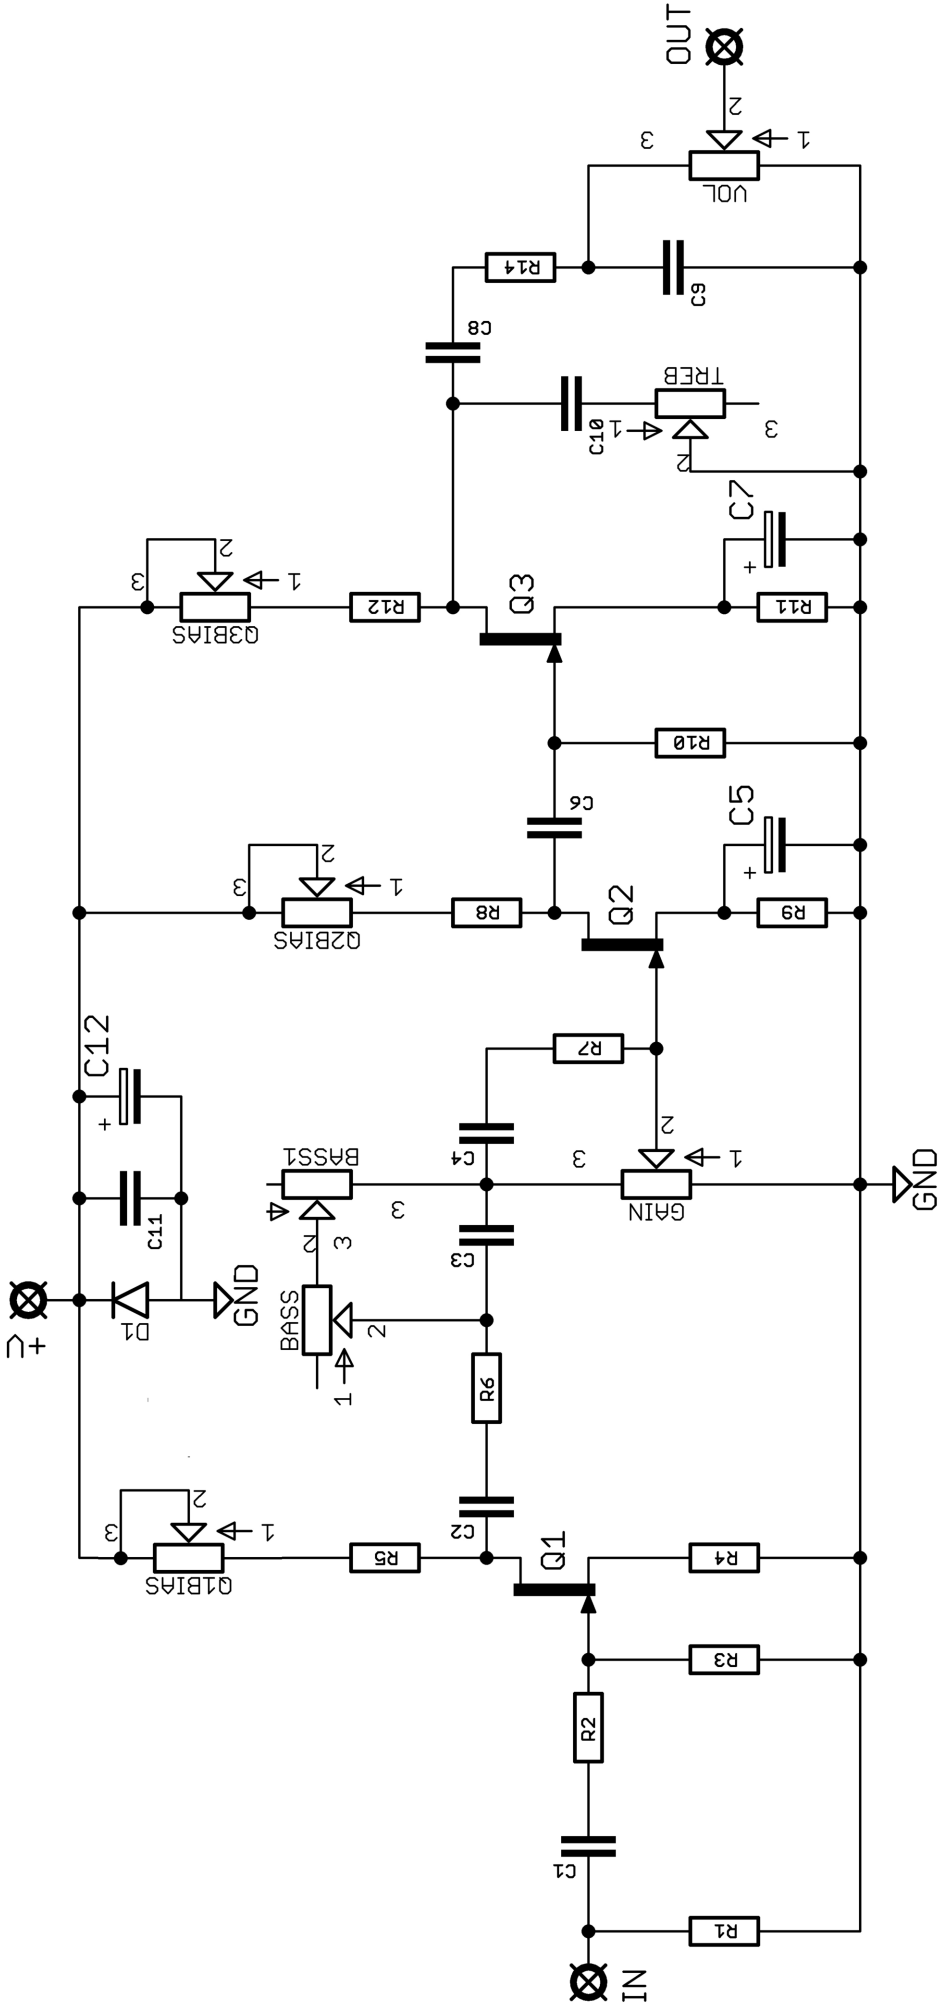 OUT
2
3
1
VOL
R14
C9
C8
TREB
C10
1
3
2
C7
+
3
2
1
Q3BIAS
R12
Q3
R11
R10
C6
C5
+
3
2
1
Q2BIAS
R8
Q2
R9
C12
+
C11
R7
C4
2
3
1
GAIN
BASS1
3
2
3
C3
GND
V+
D1
GND
BASS
2
1
R6
3
2
1
Q1BIAS
R5
C2
Q1
R4
R3
R2
C1
R1
IN